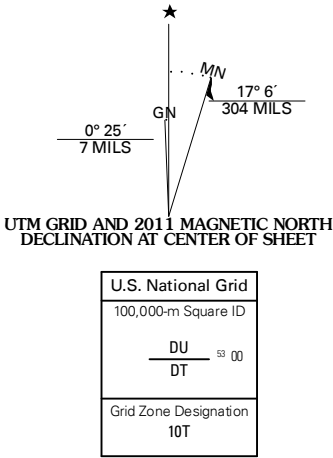 MN
GN
17° 6´
304 MILS
0° 25´
7 MILS
UTM GRID AND 2011 MAGNETIC NORTH
DECLINATION AT CENTER OF SHEET
U.S. National Grid
100,000-m Square ID
DU
53 00
DT
Grid Zone Designation
10T